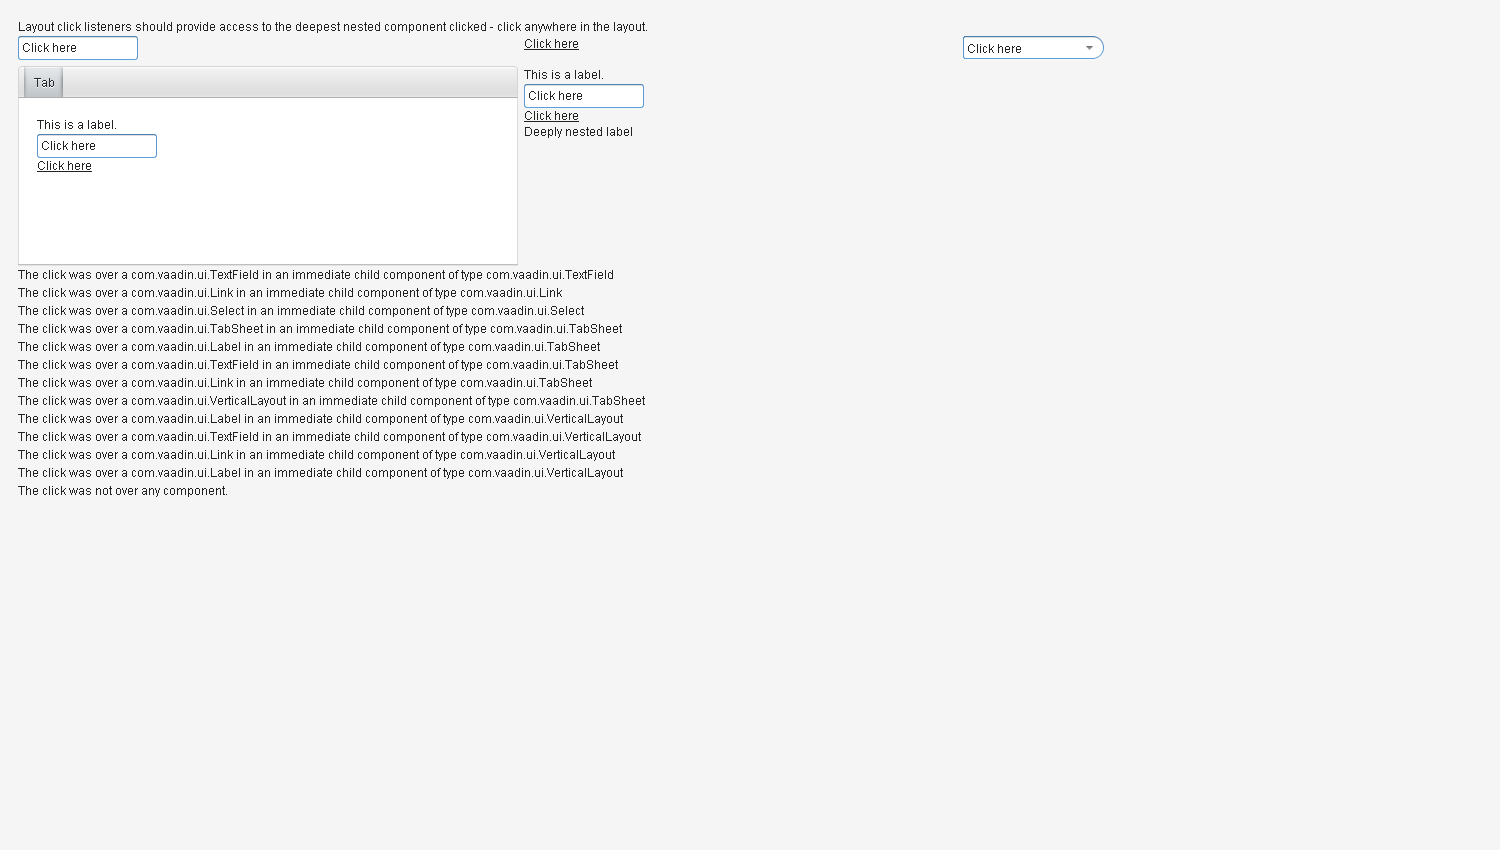 Layout click listeners should provide access to the deepest nested component clicked - click anywhere in the layout.
Click here
Click here
Click here
Tab
This is a label.
Click here
Click here
This is a label.
Click here
Click here
Deeply nested label
The click was over a com.vaadin.ui.TextField in an immediate child component of type com.vaadin.ui.TextField
The click was over a com.vaadin.ui.Link in an immediate child component of type com.vaadin.ui.Link
The click was over a com.vaadin.ui.Select in an immediate child component of type com.vaadin.ui.Select
The click was over a com.vaadin.ui.TabSheet in an immediate child component of type com.vaadin.ui.TabSheet
The click was over a com.vaadin.ui.Label in an immediate child component of type com.vaadin.ui.TabSheet
The click was over a com.vaadin.ui.TextField in an immediate child component of type com.vaadin.ui.TabSheet
The click was over a com.vaadin.ui.Link in an immediate child component of type com.vaadin.ui.TabSheet
The click was over a com.vaadin.ui.VerticalLayout in an immediate child component of type com.vaadin.ui.TabSheet
The click was over a com.vaadin.ui.Label in an immediate child component of type com.vaadin.ui.VerticalLayout
The click was over a com.vaadin.ui.TextField in an immediate child component of type com.vaadin.ui.VerticalLayout
The click was over a com.vaadin.ui.Link in an immediate child component of type com.vaadin.ui.VerticalLayout
The click was over a com.vaadin.ui.Label in an immediate child component of type com.vaadin.ui.VerticalLayout
The click was not over any component.